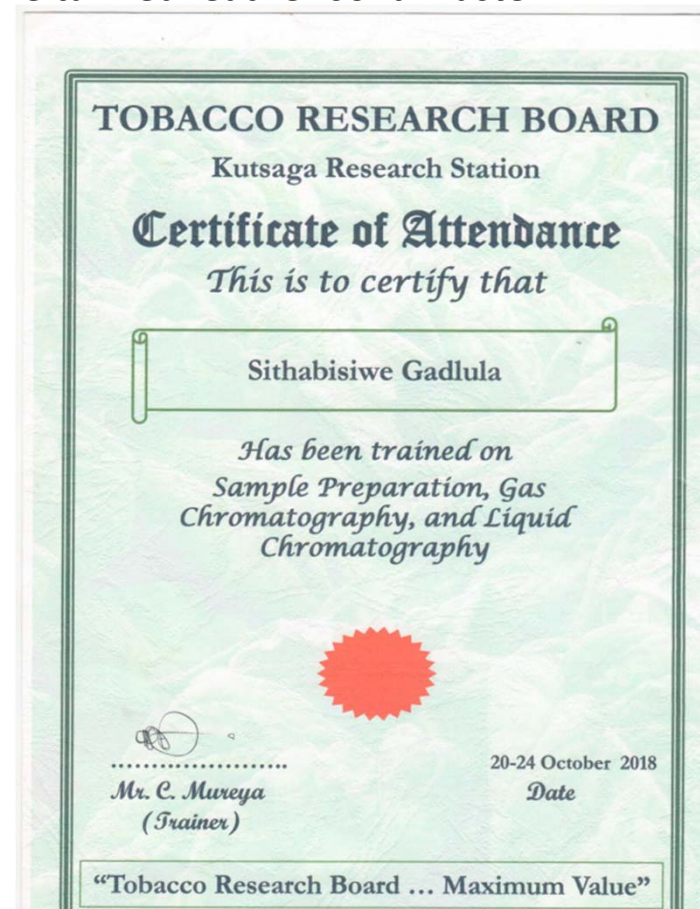 TOBACCO RESEARCH BOARD
Kutsaga Research Station
Certificate of Attendance
This is to certify that
Sithabisiwe Gadlula
Has been trained on
Sample Preparation, Gas
Chromatography, and Liquid
Chromatography
.......................
20-24 October 2018
Mr. C. Mureya
Date
(Trainer)
“Tobacco Research Board ... Maximum Value”